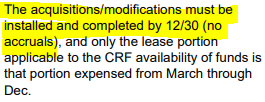 The acquisitions/modifications must be
installed and completed by 12/30 (no
accruals), and only the lease portion
applicable to the CRF availability of funds is
that portion expensed from March through
Dec.